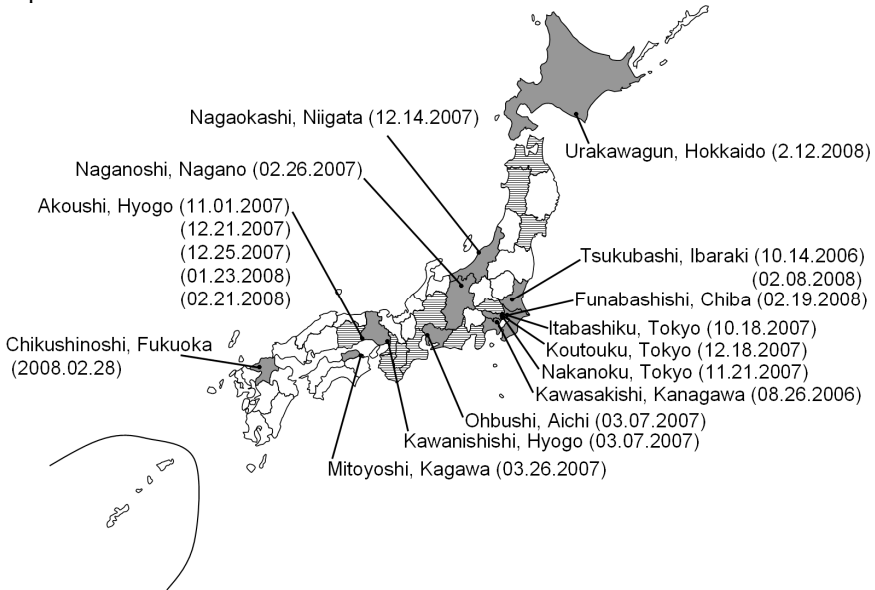 Nagaokashi, Niigata (12.14.2007)
Urakawagun, Hokkaido (2.12.2008)
Naganoshi, Nagano (02.26.2007)
Akoushi, Hyogo (11.01.2007)
(12.21.2007)
(12.25.2007)
(01.23.2008)
(02.21.2008)
Tsukubashi, Ibaraki (10.14.2006)
(02.08.2008)
Funabashishi, Chiba (02.19.2008)
Itabashiku, Tokyo (10.18.2007)
Koutouku, Tokyo (12.18.2007)
Nakanoku, Tokyo (11.21.2007)
Kawasakishi, Kanagawa (08.26.2006)
Chikushinoshi, Fukuoka
(2008.02.28)
Ohbushi, Aichi (03.07.2007)
Kawanishishi, Hyogo (03.07.2007)
Mitoyoshi, Kagawa (03.26.2007)